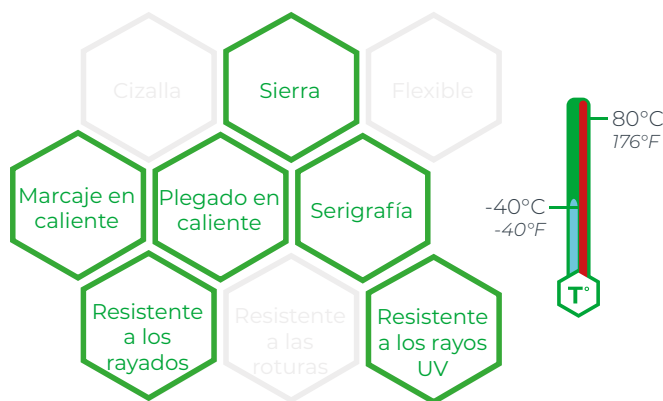 Cizalla
Sierra
Flexible
Marcaje en
caliente
Plegado en
caliente
Serigrafía
Resistente
a los
rayados
Resistente
a las
roturas
Resistente
a los rayos
UV
80°C
176°F
-40°C
-40°F
T°